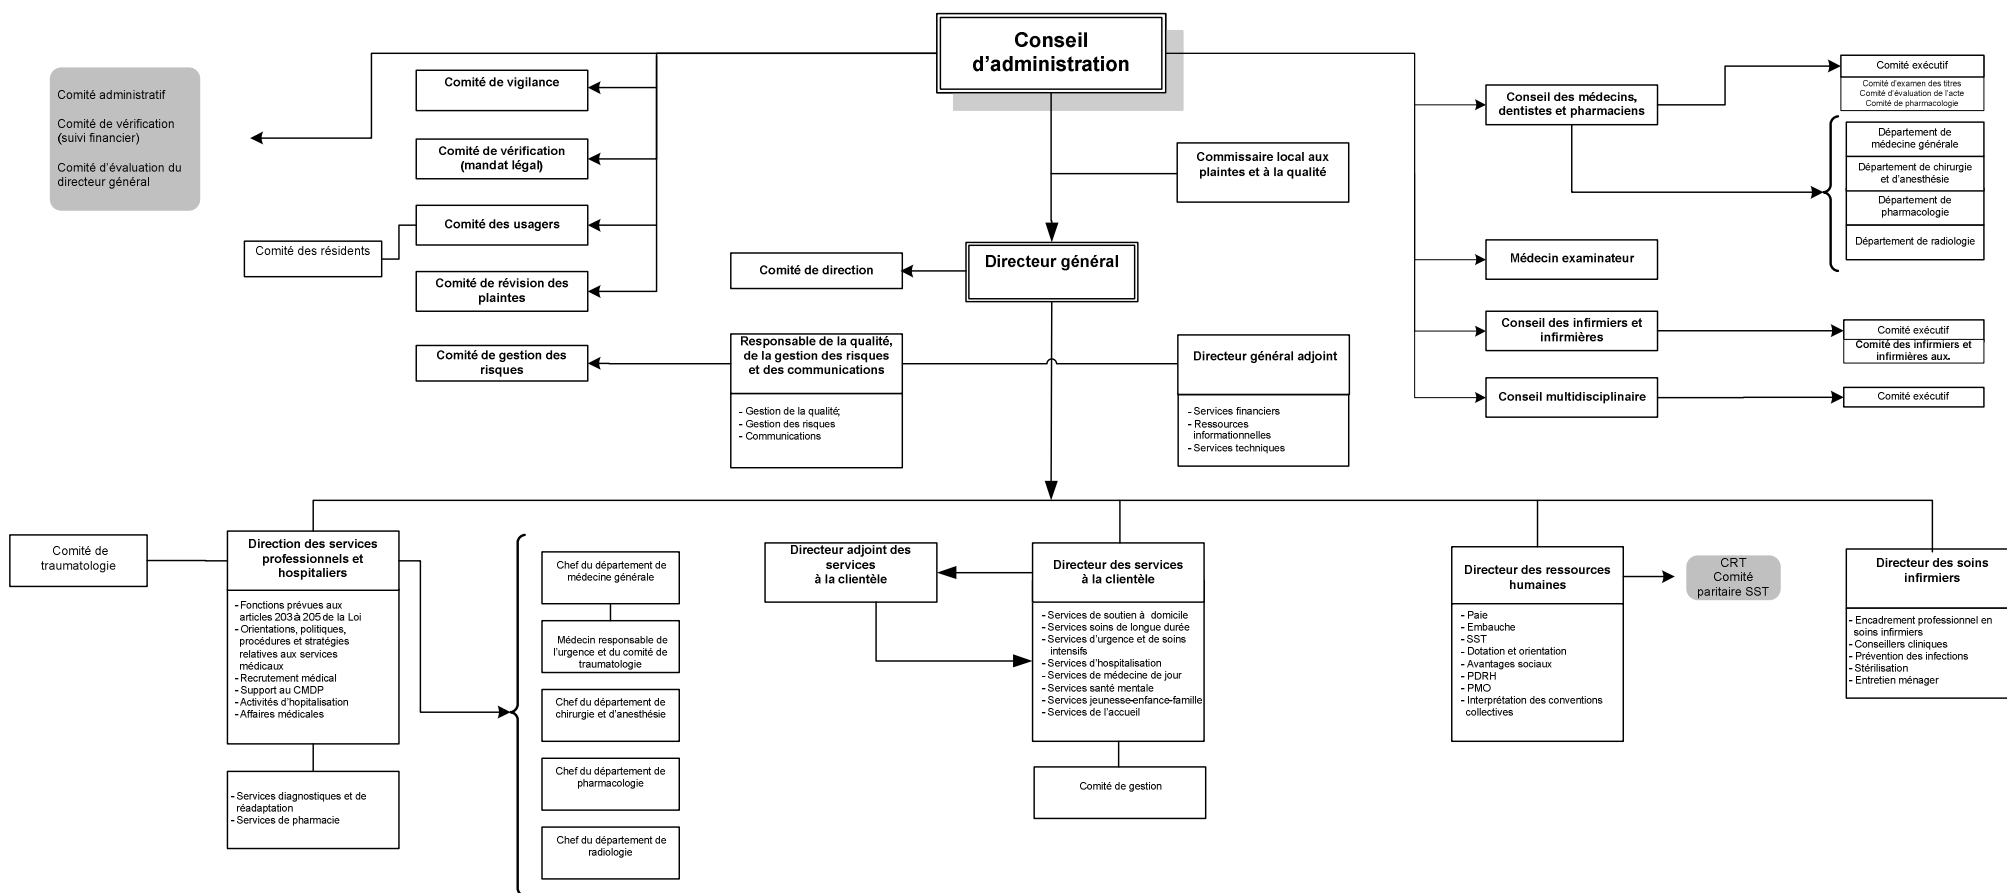 Conseil
d'administration
Comité administratif
Comité de vérification
(suivi financier)
Comité d'évaluation du
directeur général
Comité de vigilance
Comité de vérification
(mandat légal)
Comité des usagers
Comité des résidents
Comité de révision des
plaintes
Commissaire local aux
plaintes et à la qualité
Conseil des médecins,
dentistes et pharmaciens
Comité exécutif
Comité d'examen des titres
Comité d'évaluation de l'acte
Comité de pharmacologie
Département de
médecine générale
Département de chirurgie
et d'anesthésie
Département de
pharmacologie
Département de radiologie
Médecin examinateur
Conseil des infirmiers et
infirmières
Comité exécutif
Comité des infirmiers et
infirmières aux.
Conseil multidisciplinaire
Comité exécutif
Directeur général
Comité de direction
Comité de gestion des
risques
Responsable de la qualité,
de la gestion des risques
et des communications
- Gestion de la qualité;
- Gestion des risques
- Communications
Directeur général adjoint
- Services financiers
- Ressources
informationnelles
- Services techniques
Comité de
traumatologie
Direction des services
professionnels et
hospitaliers
- Fonctions prévues aux
articles 203 à 205 de la Loi
- Orientations, politiques,
procédures et stratégies
relatives aux services
médicaux
- Recrutement médical
- Support au CMDP
- Activités d'hopitalisation
- Affaires médicales
- Services diagnostiques et de
réadaptation
- Services de pharmacie
Chef du département de
médecine générale
Médecin responsable de
l'urgence et du comité de
traumatologie
Chef du département de
chirurgie et d'anesthésie
Chef du département de
pharmacologie
Chef du département de
radiologie
Directeur adjoint des
services
à la clientèle
Directeur des services
à la clientèle
- Services de soutien à domicile
- Services soins de longue durée
- Services d'urgence et de soins
intensifs
- Services d'hospitalisation
- Services de médecine de jour
- Services santé mentale
- Services jeunesse-enfance-famille
- Services de l'accueil
Comité de gestion
Directeur des ressources
humaines
- Paie
- Embauche
- SST
- Dotation et orientation
- Avantages sociaux
- PDRH
- PMO
- Interprétation des conventions
collectives
CRT
Comité
paritaire SST
Directeur des soins
infirmiers
- Encadrement professionnel en
soins infirmiers
- Conseillers cliniques
- Prévention des infections
- Stérilisation
- Entretien ménager